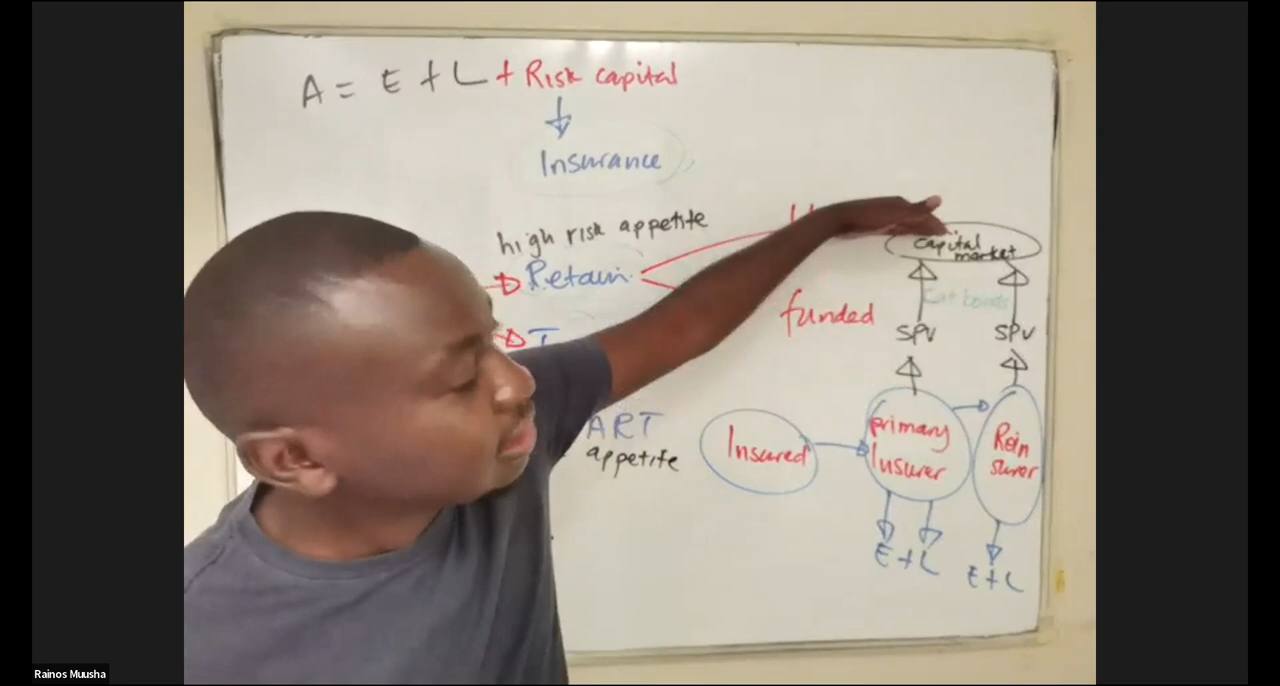 A = E + L + Risk capital
Insurance
high risk appetite
Retain
funded
capital
market
Cat bonds
SPV
SPV
ART
appetite
Insured
primary
Insurer
Rein
surer
E + L
E + L
Rainos Muusha